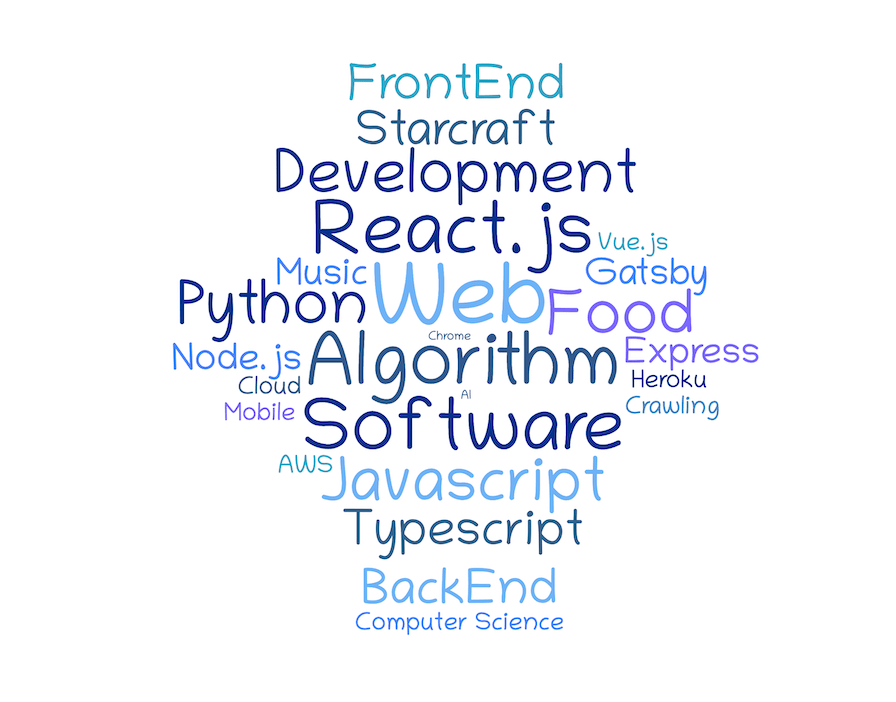 FrontEnd
Starcraft
Development
React.js
Vue.js
Music
Web
Gatsby
Python
Food
Chrome
Node.js
Algorithm
Express
Cloud
Heroku
AI
Mobile
Software
Crawling
AWS
Javascript
Typescript
BackEnd
Computer Science